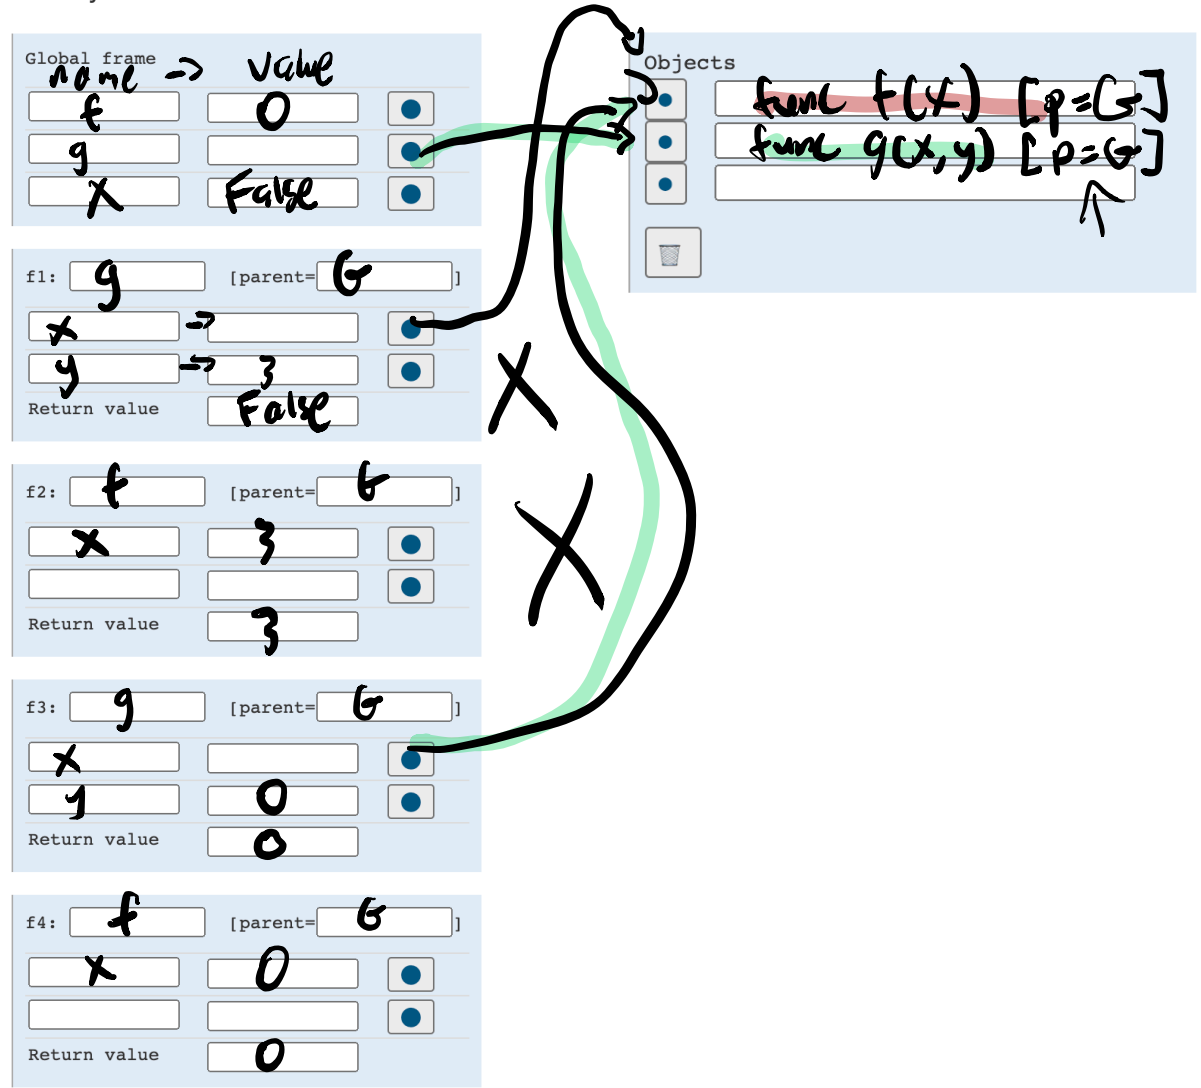 Global frame
name -> value
f 0
g
x False
f1: g [parent= G ]
x ->
y -> 3
Return value False
f2: f [parent= G ]
x 3
Return value 3
f3: g [parent= G ]
x
y 0
Return value 0
f4: f [parent= G ]
x 0
Return value 0
Objects
func f(x) [p=G]
func g(x,y) [p=G]
X
X